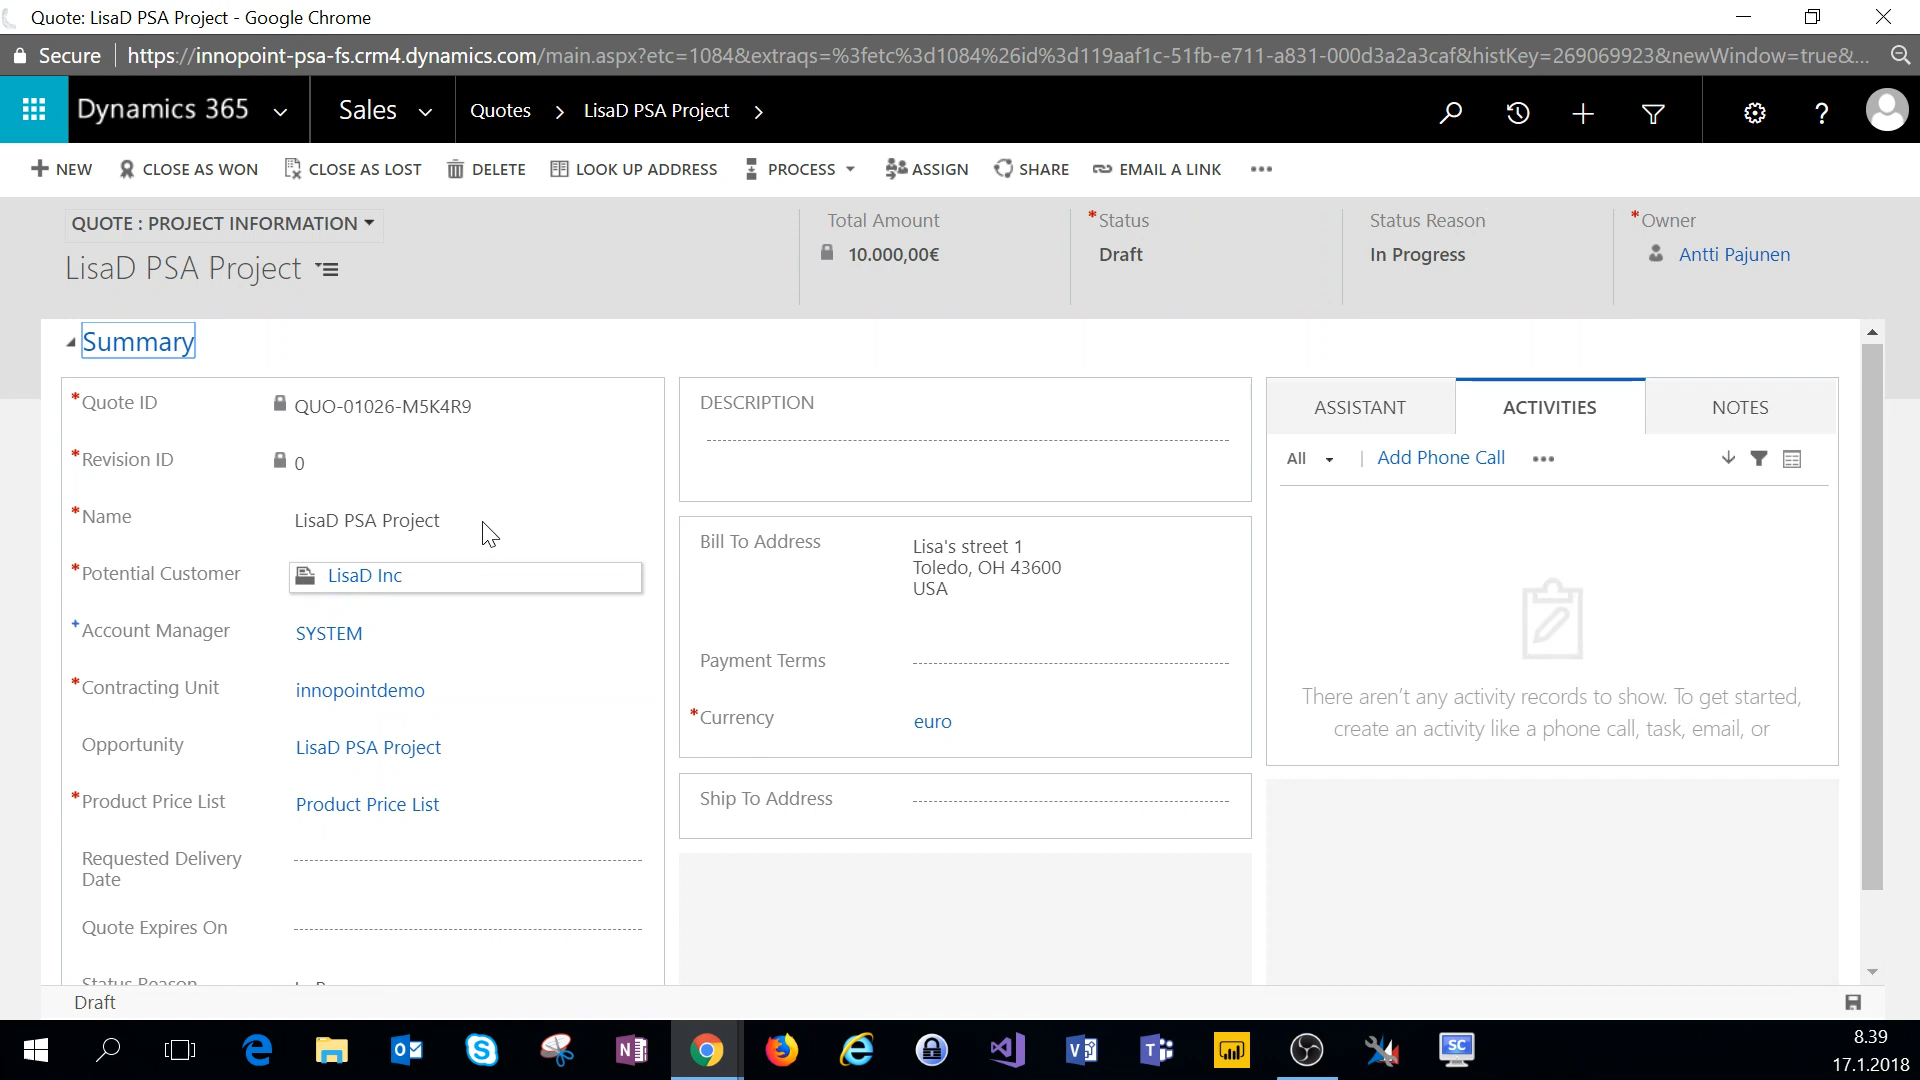 Quote: LisaD PSA Project - Google Chrome
Secure https://innopoint-psa-fs.crm4.dynamics.com/main.aspx?etc=1084&extraqs=%3fetc%3d1084%26id%3d119aaf1c-51fb-e711-a831-000d3a2a3caf&histKey=269069923&newWindow=true&...
Dynamics 365 Sales Quotes > LisaD PSA Project >
NEW CLOSE AS WON CLOSE AS LOST DELETE LOOK UP ADDRESS PROCESS ASSIGN SHARE EMAIL A LINK •••
QUOTE : PROJECT INFORMATION
LisaD PSA Project
Total Amount
10.000,00€
*Status
Draft
Status Reason
In Progress
*Owner
Antti Pajunen
Summary
*Quote ID QUO-01026-M5K4R9
*Revision ID 0
*Name LisaD PSA Project
*Potential Customer LisaD Inc
+Account Manager SYSTEM
*Contracting Unit innopointdemo
Opportunity LisaD PSA Project
*Product Price List Product Price List
Requested Delivery
Date
Quote Expires On
Status Reason
DESCRIPTION
Bill To Address Lisa's street 1
Toledo, OH 43600
USA
Payment Terms
*Currency euro
Ship To Address
ASSISTANT ACTIVITIES NOTES
All | Add Phone Call •••
There aren't any activity records to show. To get started,
create an activity like a phone call, task, email, or
Draft
8.39
17.1.2018